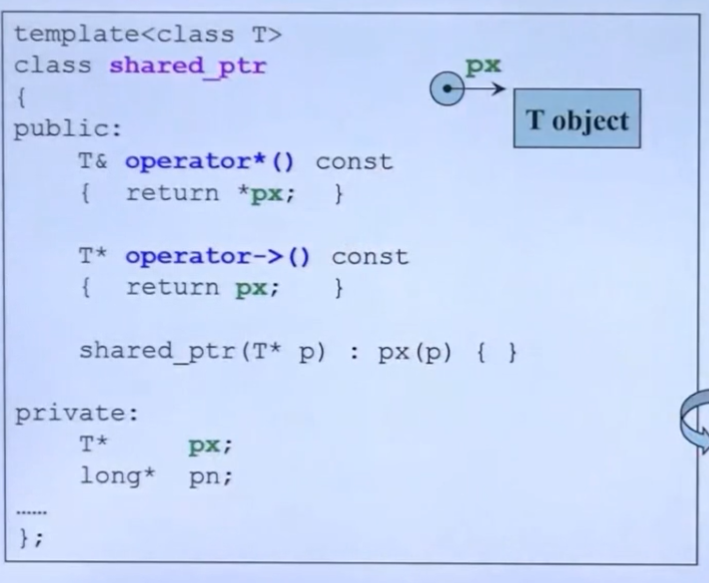 template<class T>
class shared_ptr
{
public:
T& operator*() const
{ return *px; }
T* operator->() const
{ return px; }
shared_ptr(T* p) : px(p) { }
private:
T* px;
long* pn;
......
};
px
T object